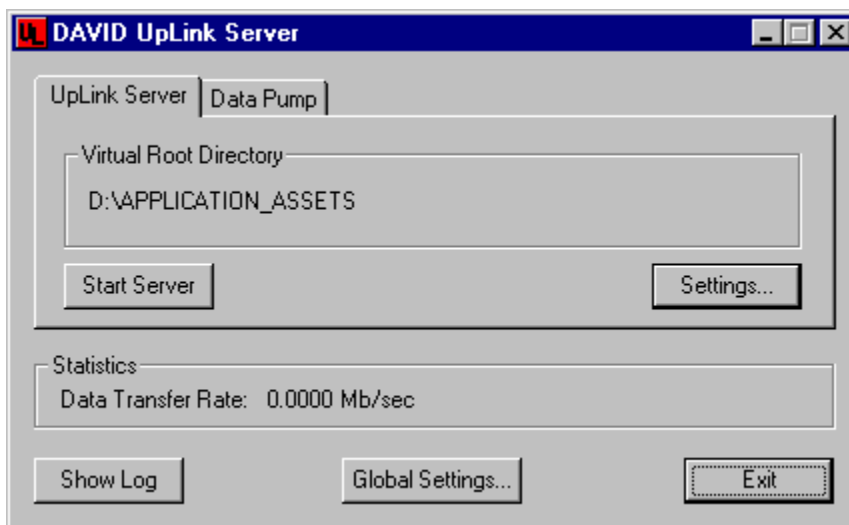 UL DAVID UpLink Server
UpLink Server Data Pump
Virtual Root Directory
D:\APPLICATION_ASSETS
Start Server Settings...
Statistics
Data Transfer Rate: 0.0000 Mb/sec
Show Log Global Settings... Exit